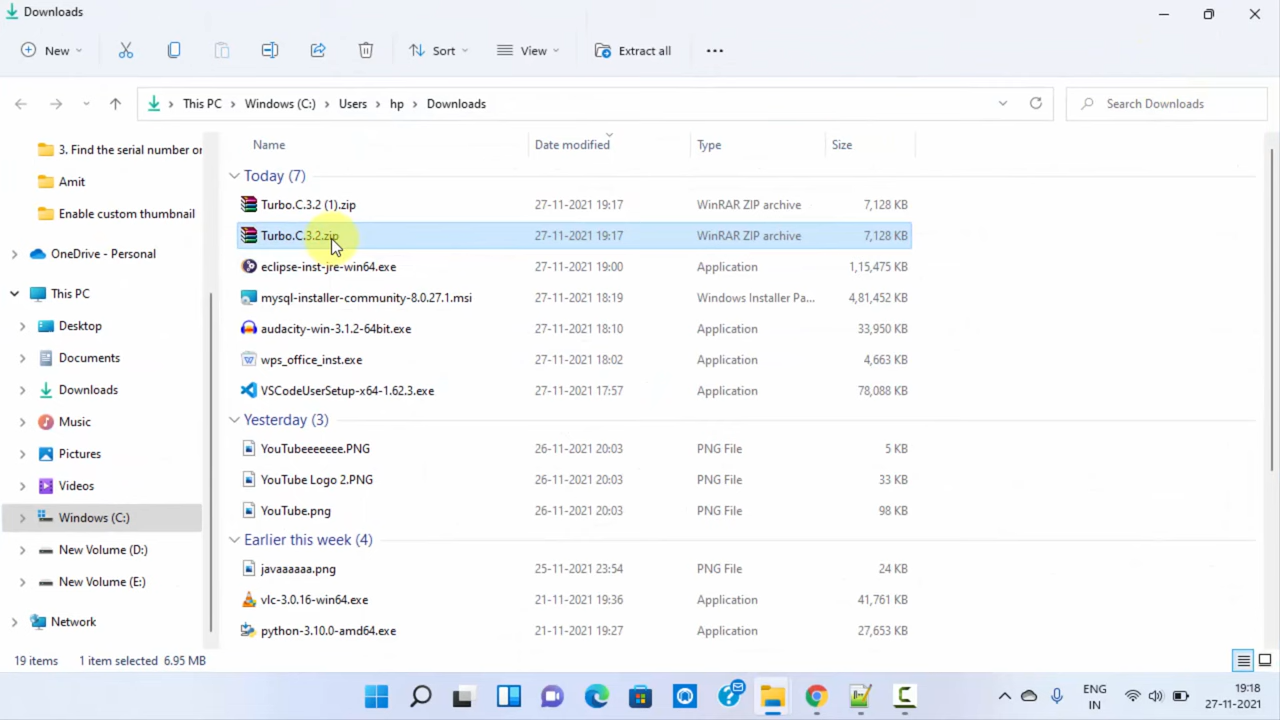 Downloads
New Sort View Extract all
This PC Windows (C:) Users hp Downloads Search Downloads
Name Date modified Type Size
3. Find the serial number or
Amit
Enable custom thumbnail
OneDrive - Personal
This PC
Desktop
Documents
Downloads
Music
Pictures
Videos
Windows (C:)
New Volume (D:)
New Volume (E:)
Network
Today (7)
Turbo.C.3.2 (1).zip 27-11-2021 19:17 WinRAR ZIP archive 7,128 KB
Turbo.C.3.2.zip 27-11-2021 19:17 WinRAR ZIP archive 7,128 KB
eclipse-inst-jre-win64.exe 27-11-2021 19:00 Application 1,15,475 KB
mysql-installer-community-8.0.27.1.msi 27-11-2021 18:19 Windows Installer Pa... 4,81,452 KB
audacity-win-3.1.2-64bit.exe 27-11-2021 18:10 Application 33,950 KB
wps_office_inst.exe 27-11-2021 18:02 Application 4,663 KB
VSCodeUserSetup-x64-1.62.3.exe 27-11-2021 17:57 Application 78,088 KB
Yesterday (3)
YouTubeeeeeee.PNG 26-11-2021 20:03 PNG File 5 KB
YouTube Logo 2.PNG 26-11-2021 20:03 PNG File 33 KB
YouTube.png 26-11-2021 20:03 PNG File 98 KB
Earlier this week (4)
javaaaaaa.png 25-11-2021 23:54 PNG File 24 KB
vlc-3.0.16-win64.exe 21-11-2021 19:36 Application 41,761 KB
python-3.10.0-amd64.exe 21-11-2021 19:27 Application 27,653 KB
19 items 1 item selected 6.95 MB
ENG
IN
19:18
27-11-2021